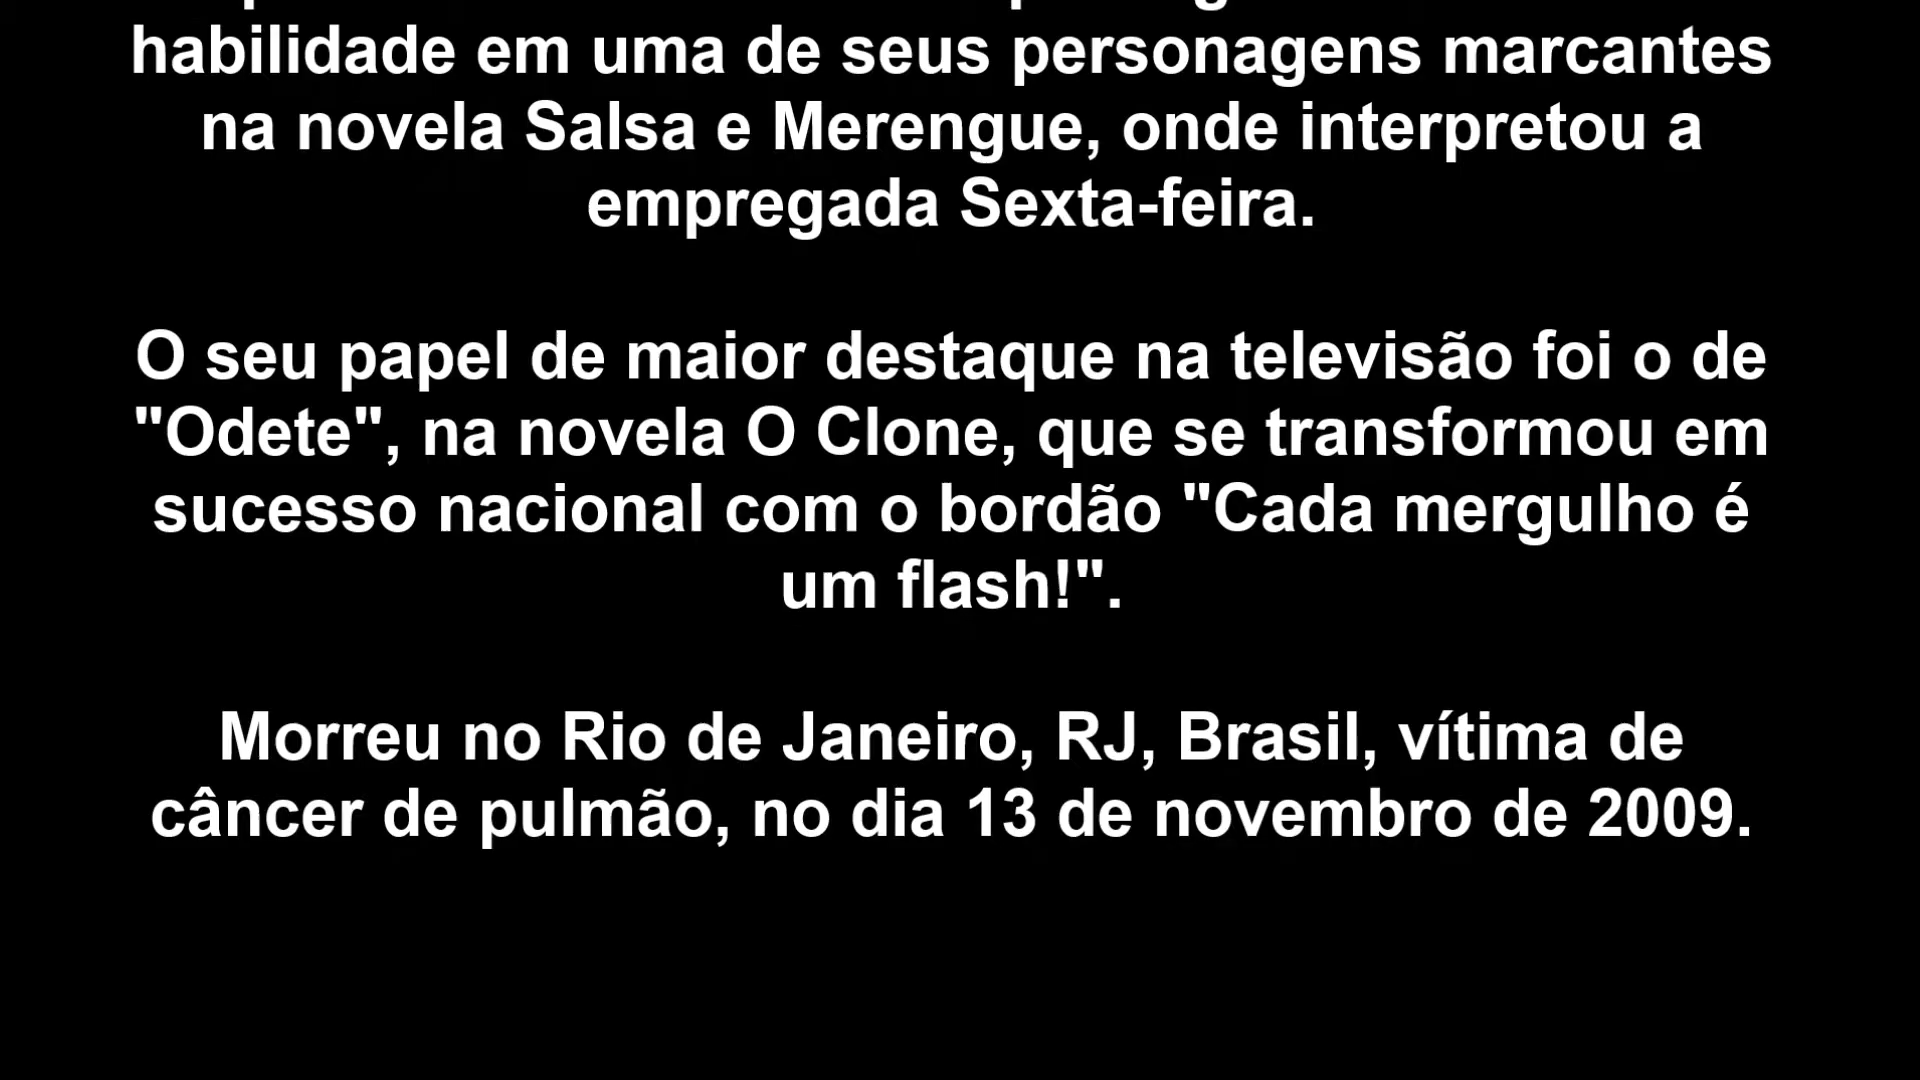 habilidade em uma de seus personagens marcantes
na novela Salsa e Merengue, onde interpretou a
empregada Sexta-feira.
O seu papel de maior destaque na televisão foi o de
"Odete", na novela O Clone, que se transformou em
sucesso nacional com o bordão "Cada mergulho é
um flash!".
Morreu no Rio de Janeiro, RJ, Brasil, vítima de
câncer de pulmão, no dia 13 de novembro de 2009.